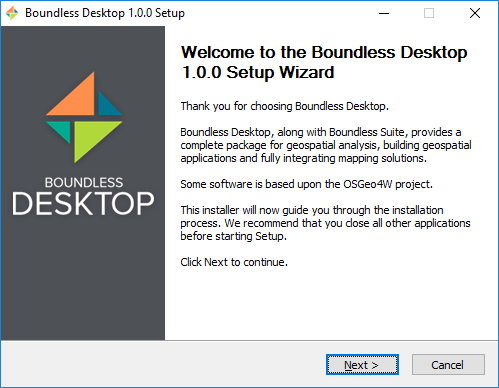 Boundless Desktop 1.0.0 Setup
BOUNDLESS
DESKTOP
Welcome to the Boundless Desktop
1.0.0 Setup Wizard
Thank you for choosing Boundless Desktop.
Boundless Desktop, along with Boundless Suite, provides a
complete package for geospatial analysis, building geospatial
applications and fully integrating mapping solutions.
Some software is based upon the OSGeo4W project.
This installer will now guide you through the installation
process. We recommend that you close all other applications
before starting Setup.
Click Next to continue.
Next >
Cancel